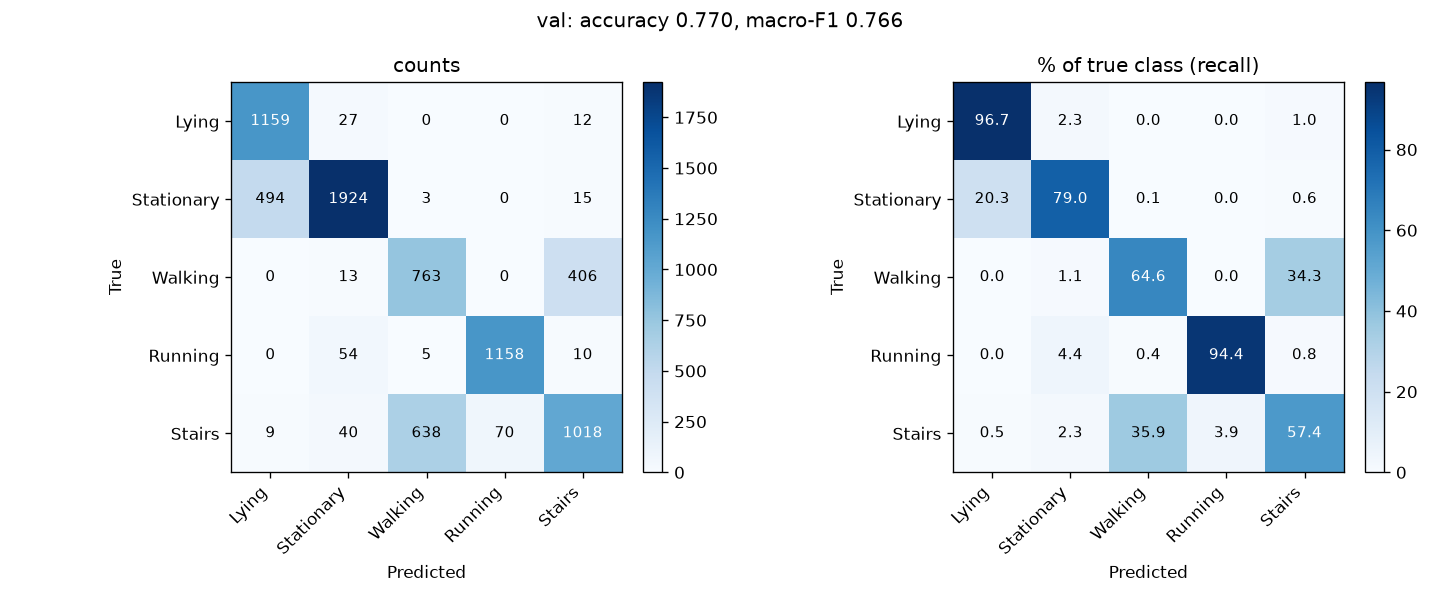 val: accuracy 0.770, macro-F1 0.766
counts
Lying 1159 27 0 0 12
Stationary 494 1924 3 0 15
Walking 0 13 763 0 406
Running 0 54 5 1158 10
Stairs 9 40 638 70 1018
True
Lying Stationary Walking Running Stairs
Predicted
1750
1500
1250
1000
750
500
250
0
% of true class (recall)
Lying 96.7 2.3 0.0 0.0 1.0
Stationary 20.3 79.0 0.1 0.0 0.6
Walking 0.0 1.1 64.6 0.0 34.3
Running 0.0 4.4 0.4 94.4 0.8
Stairs 0.5 2.3 35.9 3.9 57.4
True
Lying Stationary Walking Running Stairs
Predicted
80
60
40
20
0